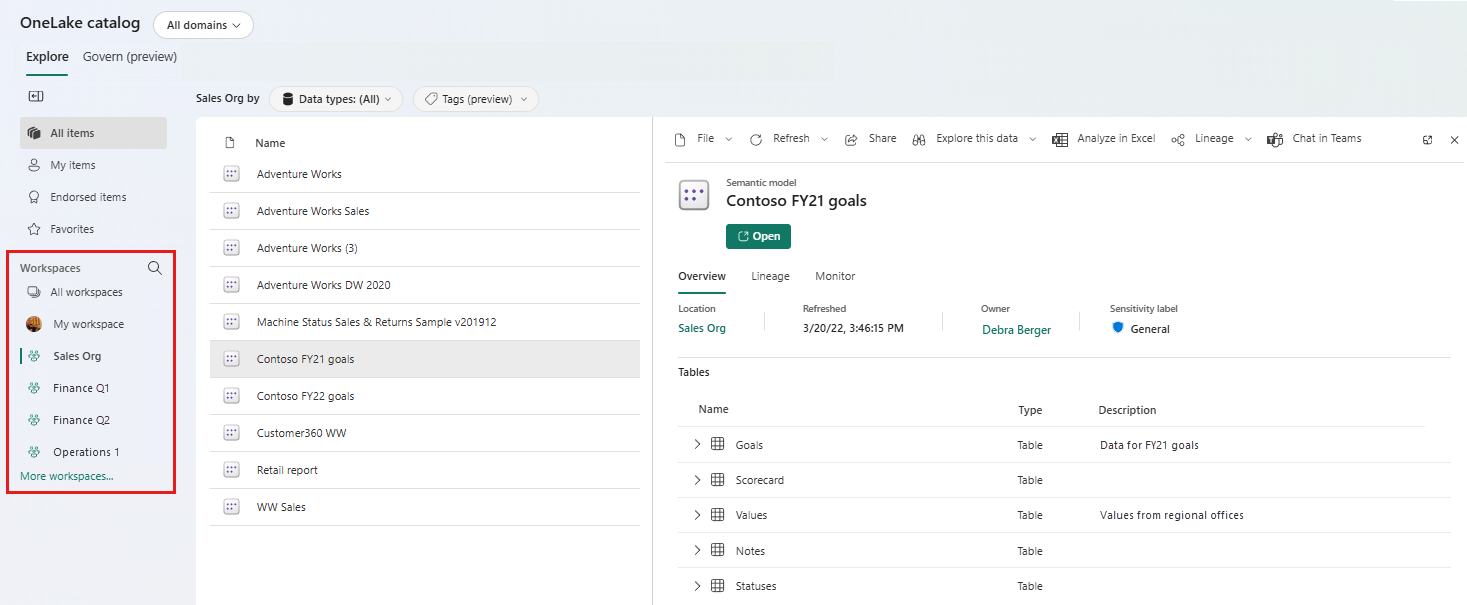 OneLake catalog
All domains
Explore
Govern (preview)
Sales Org by
Data types: (All)
Tags (preview)
All items
My items
Endorsed items
Favorites
Workspaces
All workspaces
My workspace
Sales Org
Finance Q1
Finance Q2
Operations 1
More workspaces...
Name
Adventure Works
Adventure Works Sales
Adventure Works (3)
Adventure Works DW 2020
Machine Status Sales & Returns Sample v201912
Contoso FY21 goals
Contoso FY22 goals
Customer360 WW
Retail report
WW Sales
File
Refresh
Share
Explore this data
Analyze in Excel
Lineage
Chat in Teams
Semantic model
Contoso FY21 goals
Open
Overview
Lineage
Monitor
Location
Refreshed
Owner
Sensitivity label
Sales Org
3/20/22, 3:46:15 PM
Debra Berger
General
Tables
Name Type Description
Goals Table Data for FY21 goals
Scorecard Table
Values Table Values from regional offices
Notes Table
Statuses Table